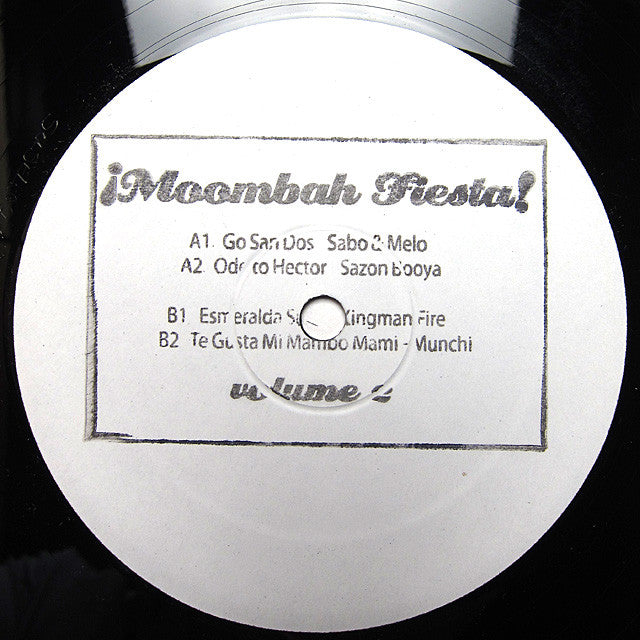 ¡Moombah Fiesta!
A1. Go San Dos Sabo & Melo
A2. Ode to Hector Sazon Booya
B1 Esmeralda Kingman Fire
B2 Te Gusta Mi Mambo Mami - Munchi
volume 2